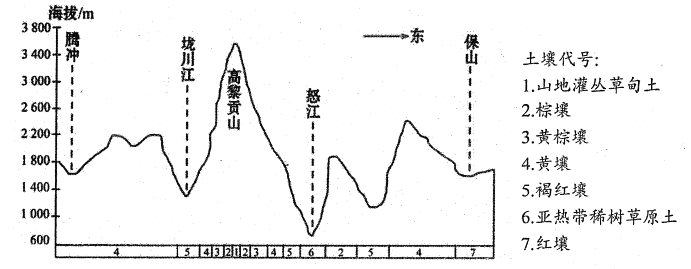 海拔/m
3 800
3 400
3 000
2 600
2 200
1 800
1 400
1 000
600
腾冲
垅川江
高黎贡山
怒江
东
保山
4 5 4 3 2 1 2 3 4 5 6 2 5 4 7
土壤代号:
1.山地灌丛草甸土
2.棕壤
3.黄棕壤
4.黄壤
5.褐红壤
6.亚热带稀树草原土
7.红壤